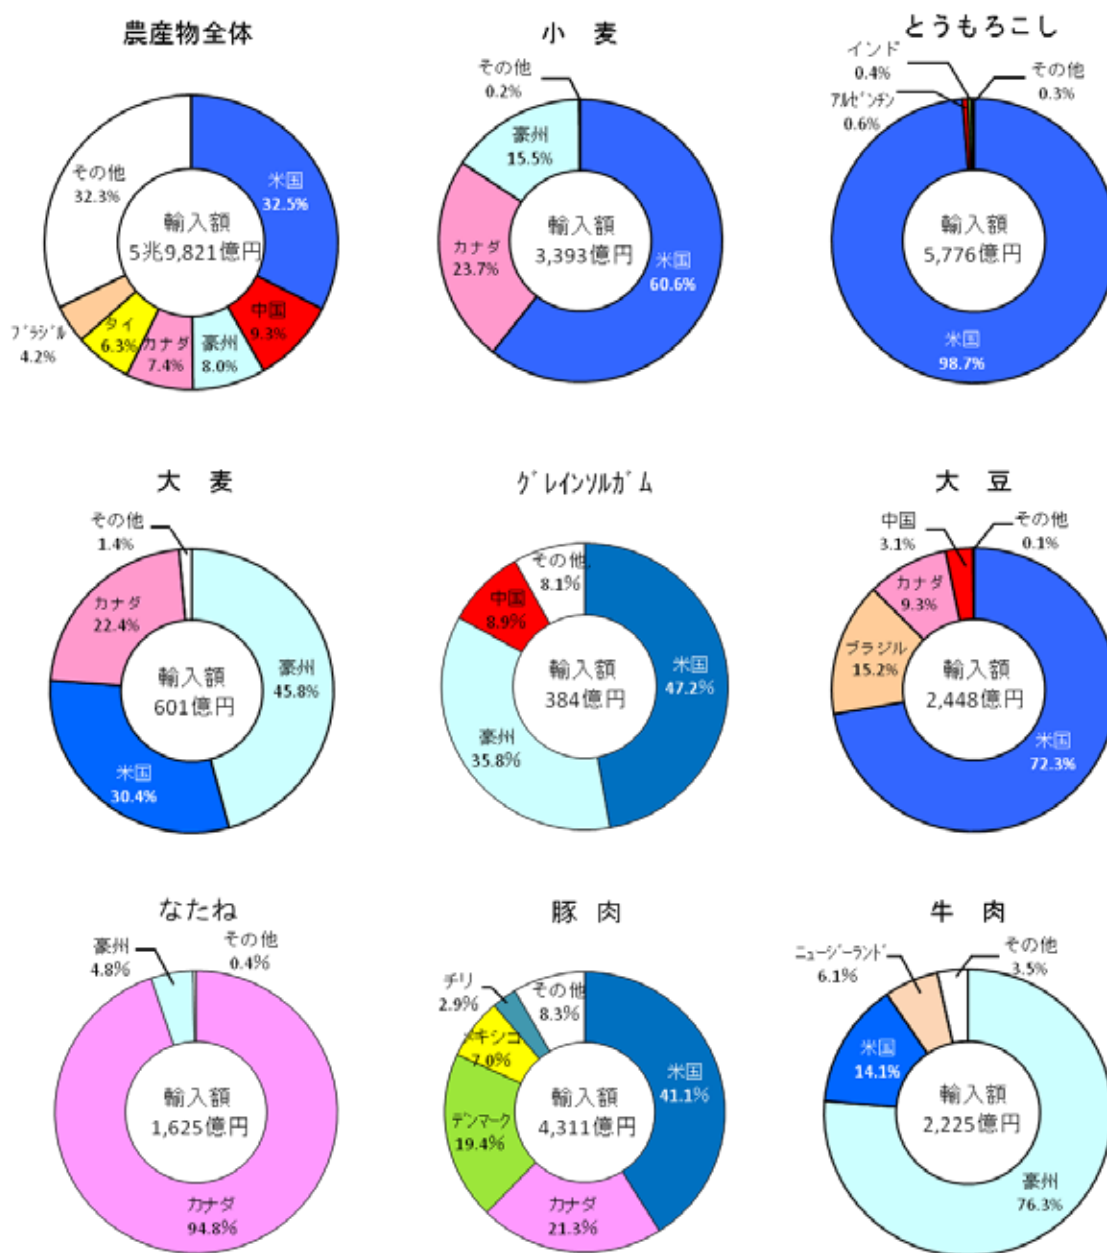 農産物全体
その他
32.3%
米国
32.5%
輸入額
5兆9,821億円
ブラジル
4.2%
タイ
6.3%
カナダ
7.4%
豪州
8.0%
中国
9.3%
小　麦
その他
0.2%
豪州
15.5%
カナダ
23.7%
輸入額
3,393億円
米国
60.6%
とうもろこし
インド
0.4%
その他
0.3%
アルゼンチン
0.6%
輸入額
5,776億円
米国
98.7%
大　麦
その他
1.4%
カナダ
22.4%
豪州
45.8%
輸入額
601億円
米国
30.4%
グレインソルガム
その他
8.1%
中国
8.9%
米国
47.2%
輸入額
384億円
豪州
35.8%
大　豆
中国
3.1%
その他
0.1%
カナダ
9.3%
ブラジル
15.2%
輸入額
2,448億円
米国
72.3%
なたね
豪州
4.8%
その他
0.4%
輸入額
1,625億円
カナダ
94.8%
豚 肉
チリ
2.9%
その他
8.3%
メキシコ
7.0%
米国
41.1%
デンマーク
19.4%
輸入額
4,311億円
カナダ
21.3%
牛　肉
ニュージーランド
6.1%
その他
3.5%
米国
14.1%
輸入額
2,225億円
豪州
76.3%